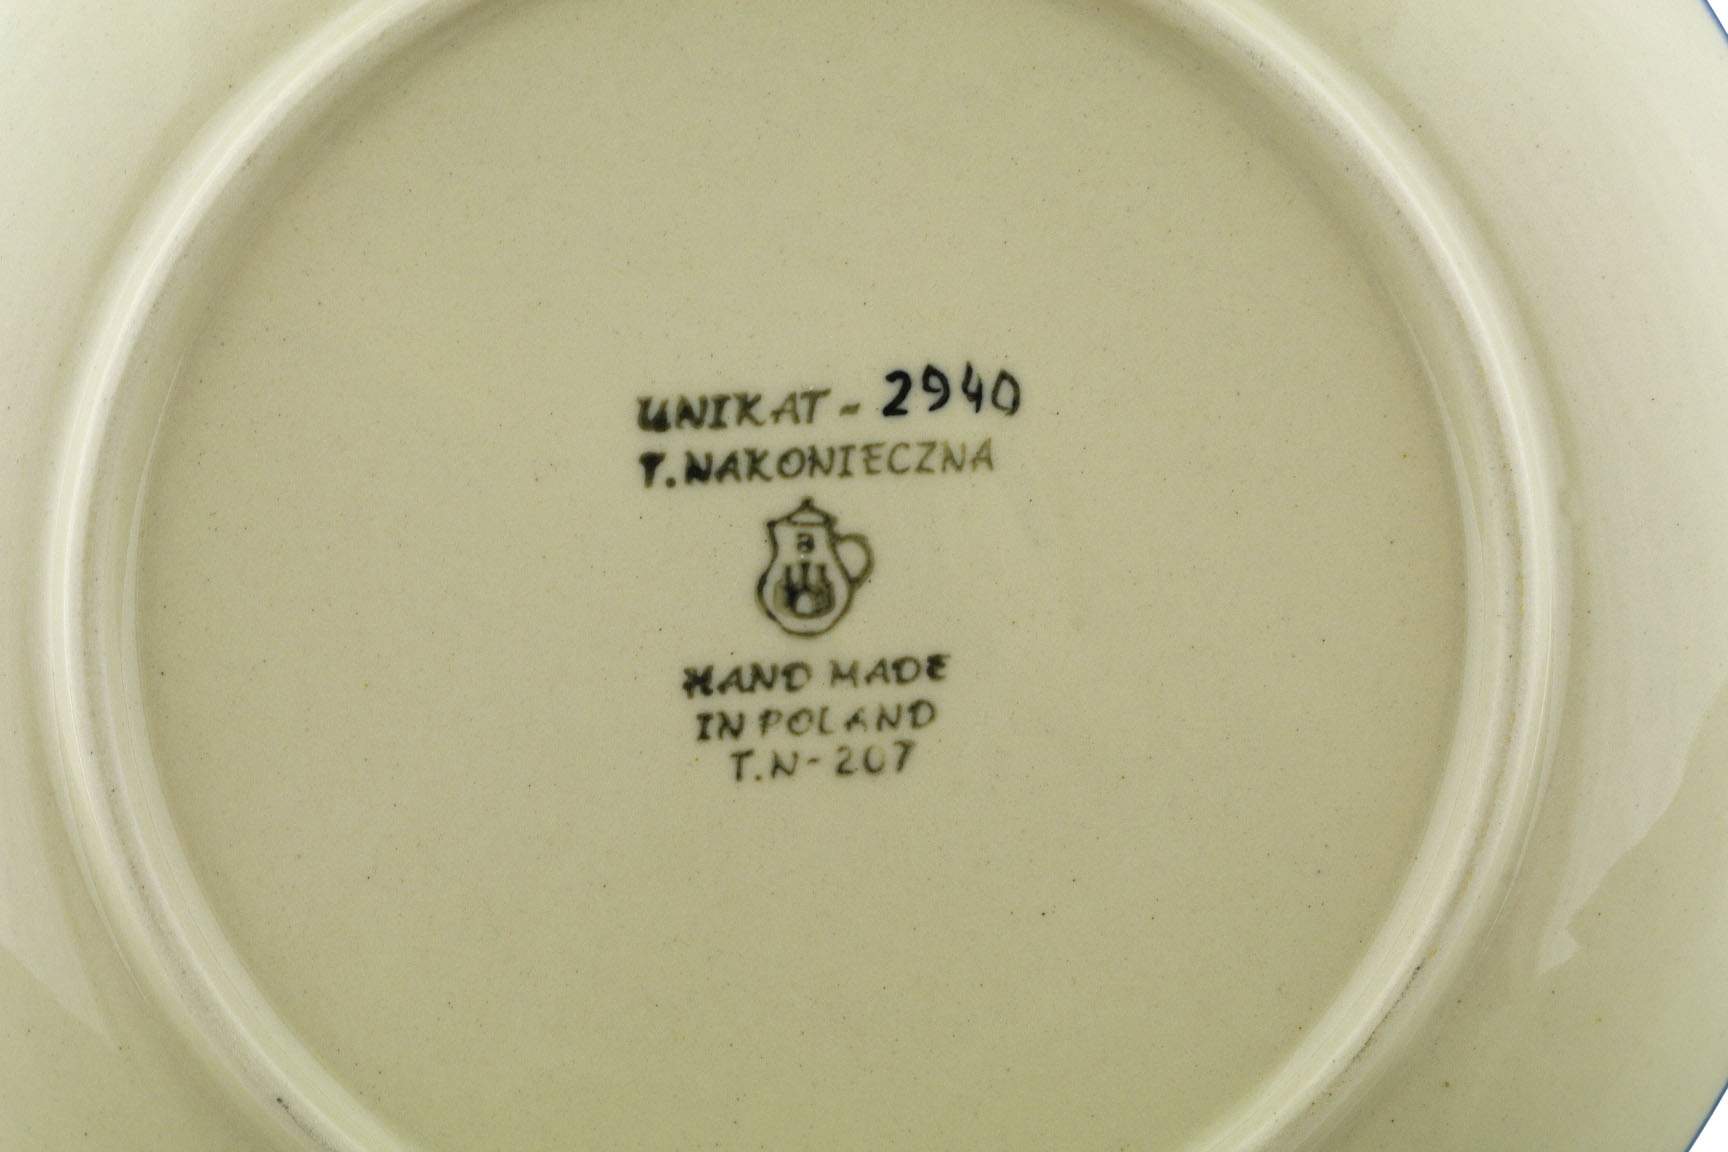 UNIKAT - 2940
T. NAKONIECZNA
B
HAND MADE
IN POLAND
T.N - 207